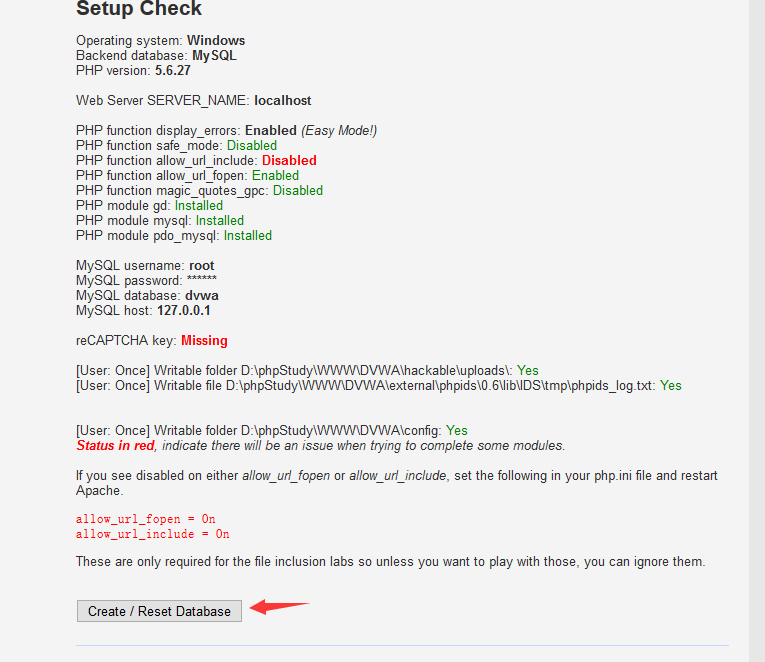 Setup Check
Operating system: Windows
Backend database: MySQL
PHP version: 5.6.27
Web Server SERVER_NAME: localhost
PHP function display_errors: Enabled (Easy Mode!)
PHP function safe_mode: Disabled
PHP function allow_url_include: Disabled
PHP function allow_url_fopen: Enabled
PHP function magic_quotes_gpc: Disabled
PHP module gd: Installed
PHP module mysql: Installed
PHP module pdo_mysql: Installed
MySQL username: root
MySQL password: ******
MySQL database: dvwa
MySQL host: 127.0.0.1
reCAPTCHA key: Missing
[User: Once] Writable folder D:\phpStudy\WWW\DVWA\hackable\uploads\: Yes
[User: Once] Writable file D:\phpStudy\WWW\DVWA\external\phpids\0.6\lib\IDS\tmp\phpids_log.txt: Yes
[User: Once] Writable folder D:\phpStudy\WWW\DVWA\config: Yes
Status in red, indicate there will be an issue when trying to complete some modules.
If you see disabled on either allow_url_fopen or allow_url_include, set the following in your php.ini file and restart
Apache.
allow_url_fopen = On
allow_url_include = On
These are only required for the file inclusion labs so unless you want to play with those, you can ignore them.
Create / Reset Database